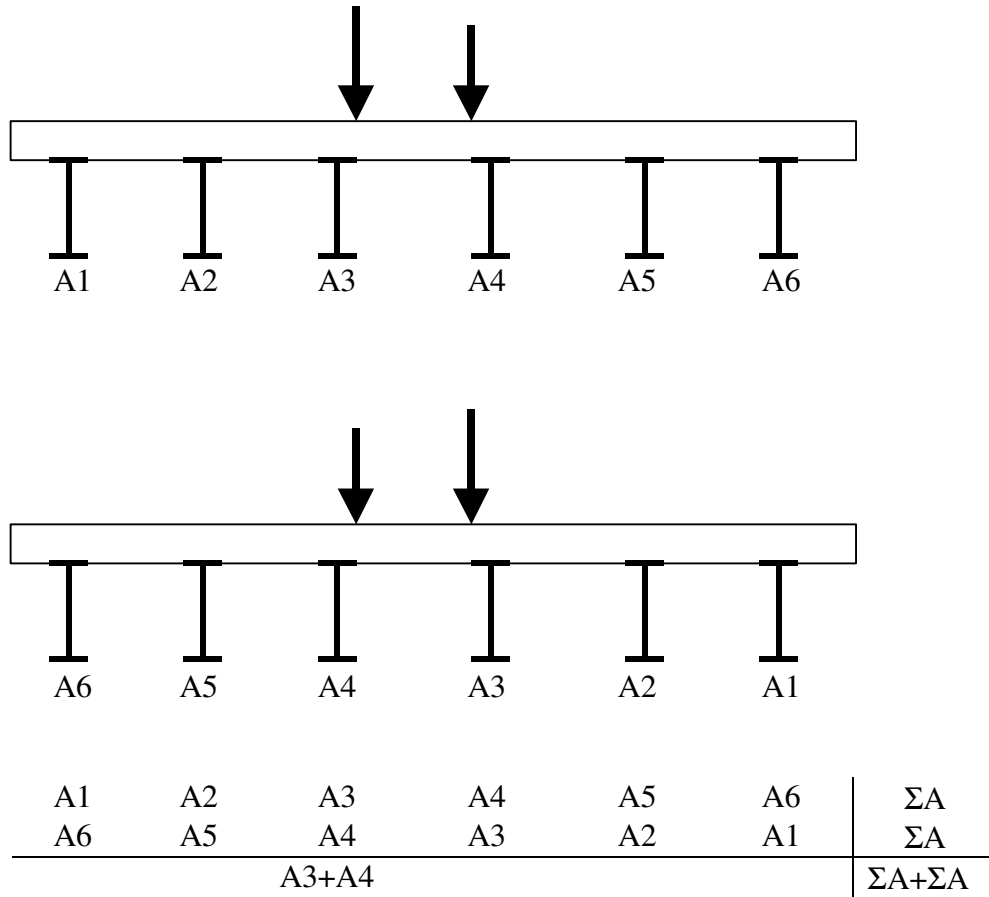 A1 A2 A3 A4 A5 A6
A6 A5 A4 A3 A2 A1
A1 A2 A3 A4 A5 A6 ΣA
A6 A5 A4 A3 A2 A1 ΣA
A3+A4 ΣA+ΣA